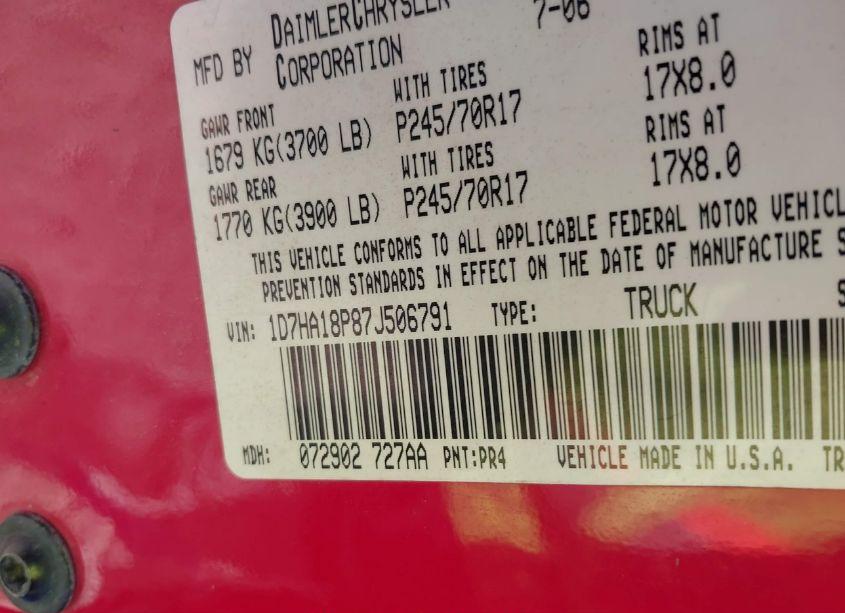 MFD BY DAIMLERCHRYSLER CORPORATION 7-06
GAWR FRONT WITH TIRES RIMS AT
1679 KG(3700 LB) P245/70R17 17X8.0
GAWR REAR WITH TIRES RIMS AT
1770 KG(3900 LB) P245/70R17 17X8.0
THIS VEHICLE CONFORMS TO ALL APPLICABLE FEDERAL MOTOR VEHICL
PREVENTION STANDARDS IN EFFECT ON THE DATE OF MANUFACTURE S
VIN: 1D7HA18P87J506791 TYPE: TRUCK S
MDH: 072902 727AA PNT:PR4 VEHICLE MADE IN U.S.A. TR